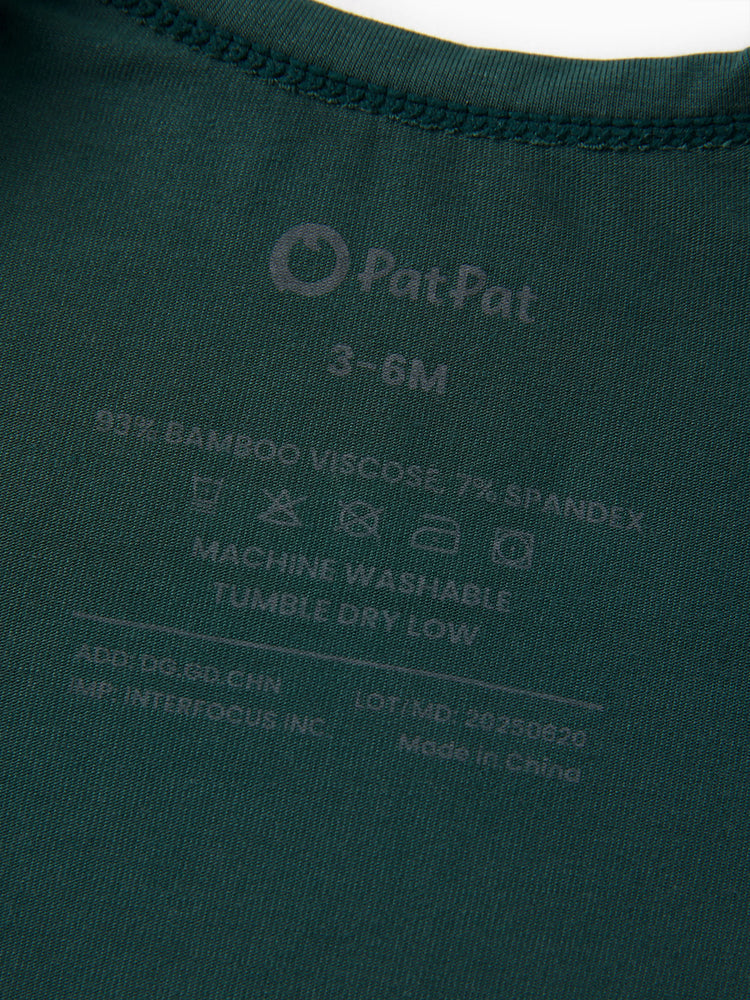 PatPat
3-6M
93% BAMBOO VISCOSE 7% SPANDEX
MACHINE WASHABLE
TUMBLE DRY LOW
ADD: DG.GD.CHN
IMP: INTERFOCUS INC.
LOT/MD: 20250620
Made in China